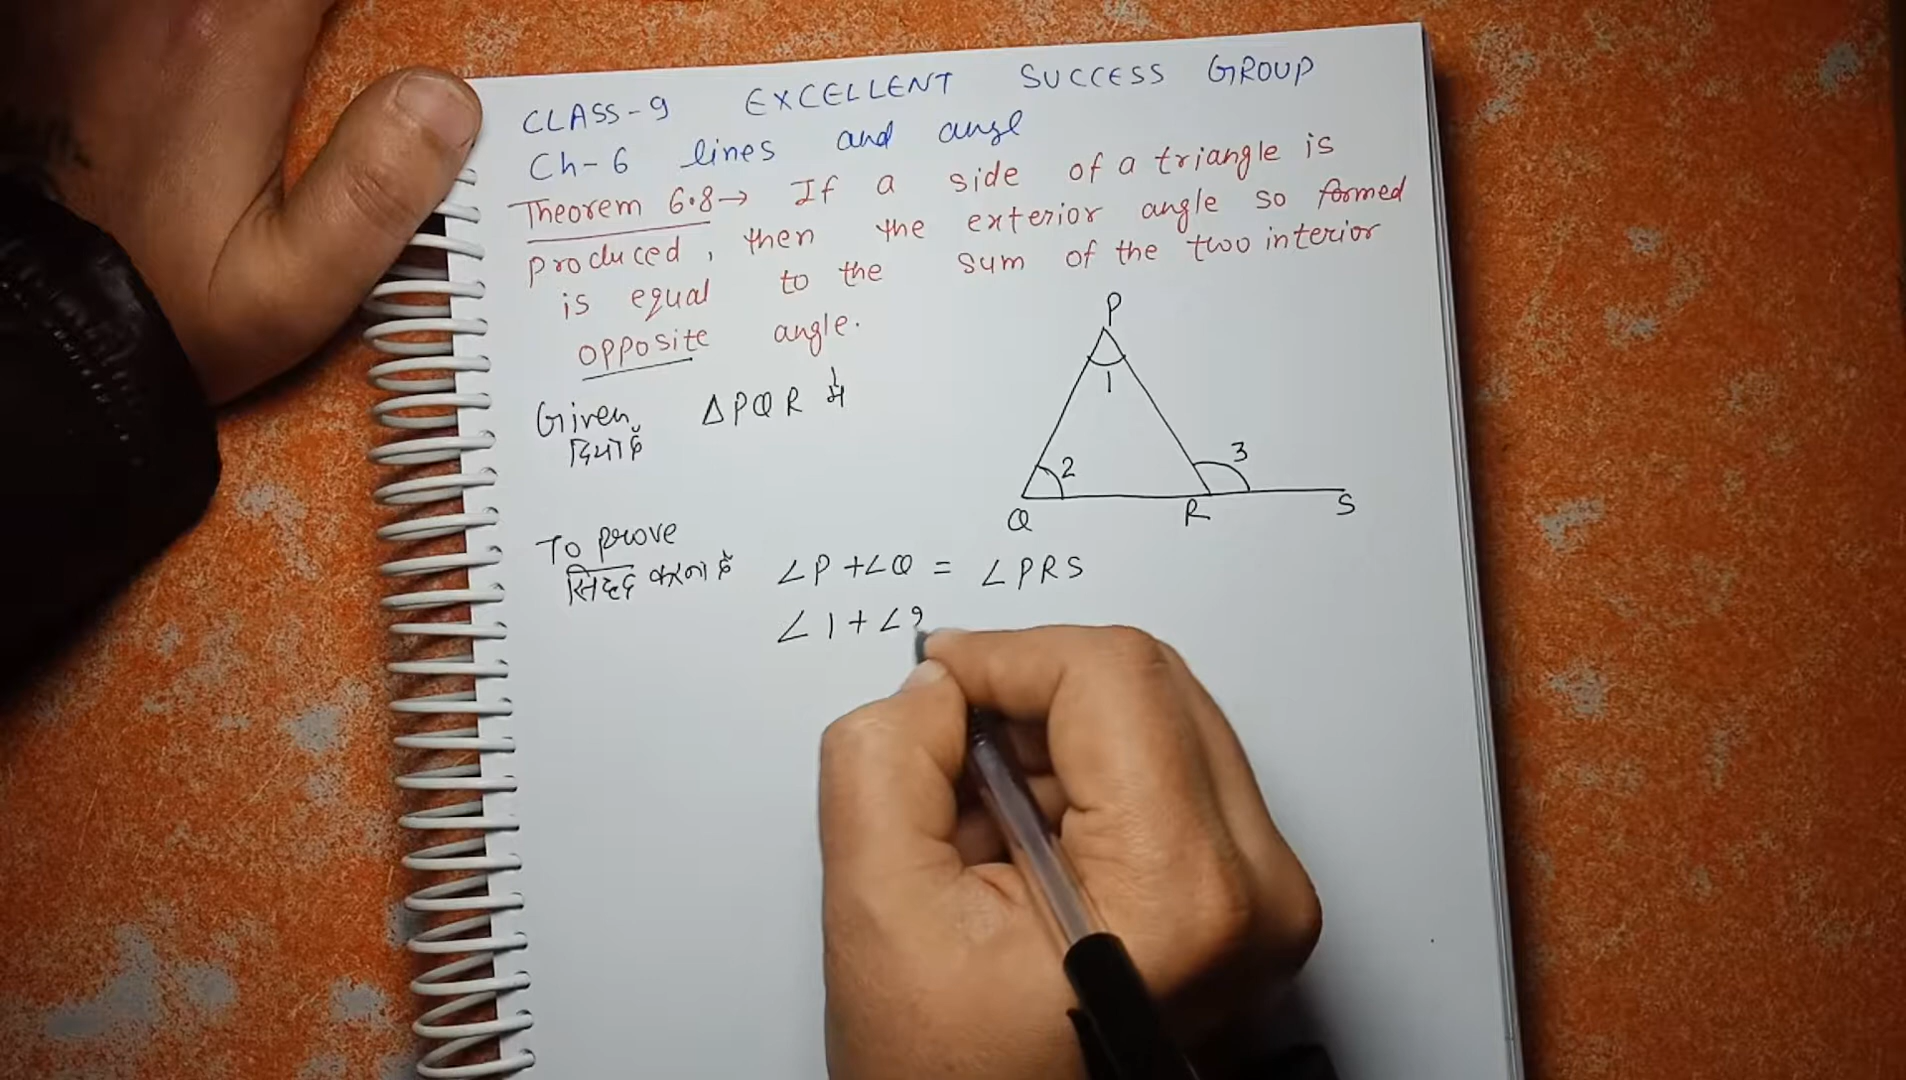 CLASS-9 EXCELLENT SUCCESS GROUP
Ch-6 lines and angl
Theorem 6.8→ If a side of a triangle is
produced, then the exterior angle so formed
is equal to the sum of the two interior
opposite angle.
P
1
Given ΔPQR में
दिया है
2
3
Q R S
To prove
सिद्ध करना है ∠P+∠Q = ∠PRS
∠1+∠2